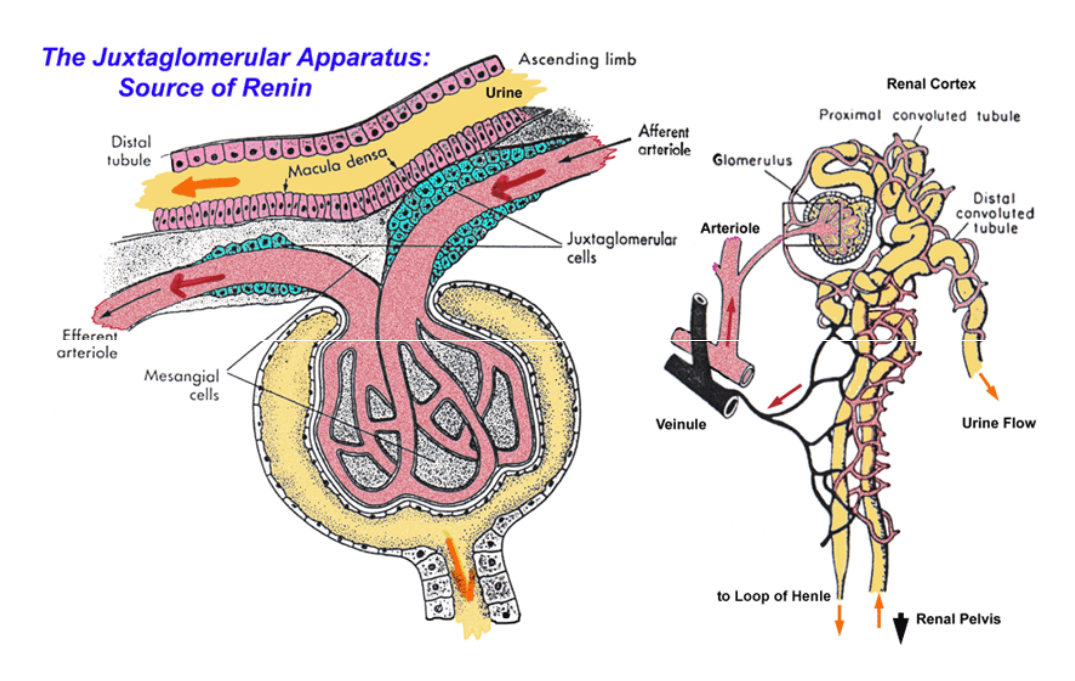 The Juxtaglomerular Apparatus:
Source of Renin
Ascending limb
Urine
Distal
tubule
Macula densa
Afferent
arteriole
Juxtaglomerular
cells
Efferent
arteriole
Mesangial
cells
Renal Cortex
Proximal convoluted tubule
Glomerulus
Distal
convoluted
tubule
Arteriole
Veinule
Urine Flow
to Loop of Henle
Renal Pelvis